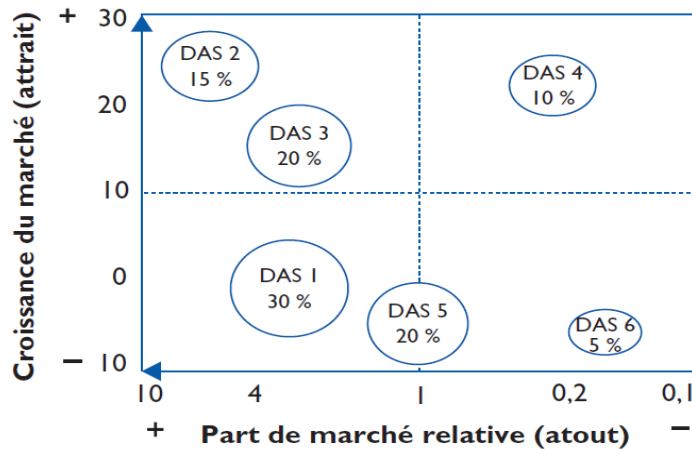 +
30
DAS 2
15 %
DAS 4
10 %
20
DAS 3
20 %
10
Croissance du marché (attrait)
0
DAS 1
30 %
DAS 5
20 %
DAS 6
5 %
–
10
10 4 1 0,2 0,1
+ Part de marché relative (atout) –